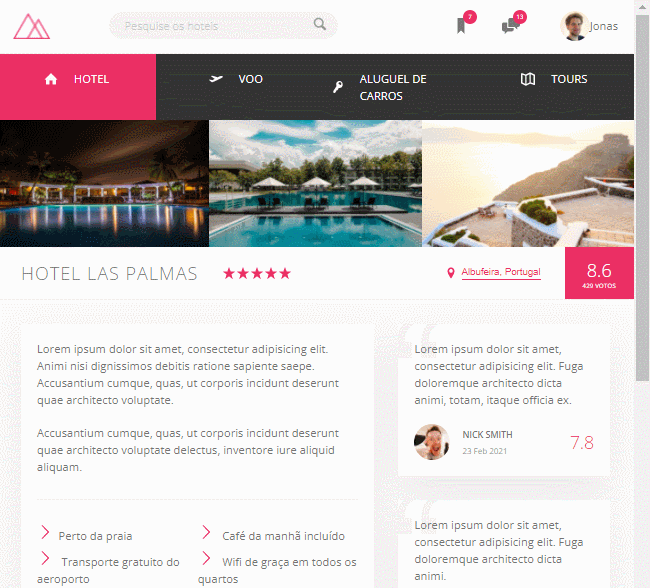 Pesquise os hoteis
7
13
Jonas
HOTEL
VOO
ALUGUEL DE
CARROS
TOURS
HOTEL LAS PALMAS
★★★★★
Albufeira, Portugal
8.6
429 VOTOS
Lorem ipsum dolor sit amet, consectetur adipisicing elit.
Animi nisi dignissimos debitis ratione sapiente saepe.
Accusantium cumque, quas, ut corporis incidunt deserunt
quae architecto voluptate.
Accusantium cumque, quas, ut corporis incidunt deserunt
quae architecto voluptate delectus, inventore iure aliquid
aliquam.
Perto da praia
Café da manhã incluído
Transporte gratuito do
aeroporto
Wifi de graça em todos os
quartos
Lorem ipsum dolor sit amet,
consectetur adipisicing elit. Fuga
doloremque architecto dicta
animi, totam, itaque officia ex.
NICK SMITH
23 Feb 2021
7.8
Lorem ipsum dolor sit amet,
consectetur adipisicing elit. Fuga
doloremque architecto dicta
animi.